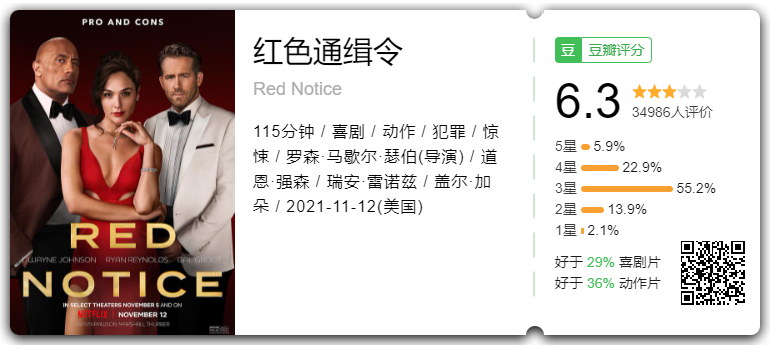 PRO AND CONS
RED
DWAYNE JOHNSON RYAN REYNOLDS GAL GADOT
NOTICE
IN SELECT THEATERS NOVEMBER 5 AND ON
NETFLIX | NOVEMBER 12
RAWSON MARSHALL THURBER
红色通缉令
Red Notice
115分钟 / 喜剧 / 动作 / 犯罪 / 惊
悚 / 罗森·马歇尔·瑟伯(导演) / 道
恩·强森 / 瑞安·雷诺兹 / 盖尔·加
朵 / 2021-11-12(美国)
豆 豆瓣评分
6.3
34986人评价
5星 5.9%
4星 22.9%
3星 55.2%
2星 13.9%
1星 2.1%
好于 29% 喜剧片
好于 36% 动作片